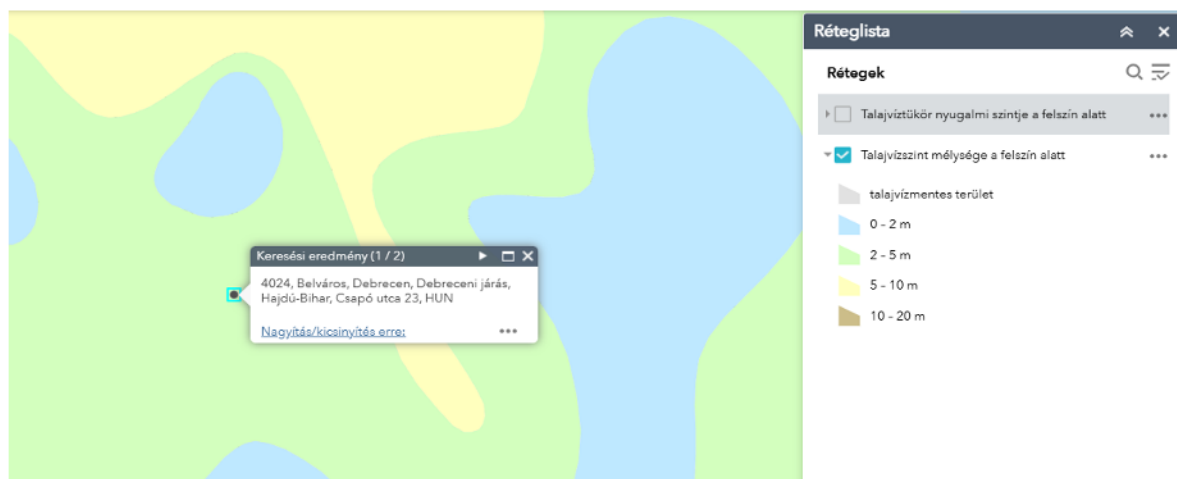 Réteglista
Rétegek
Talajvíztükör nyugalmi szintje a felszín alatt
Talajvízszint mélysége a felszín alatt
talajvízmentes terület
0 - 2 m
2 - 5 m
5 - 10 m
10 - 20 m
Keresési eredmény (1 / 2)
4024, Belváros, Debrecen, Debreceni járás,
Hajdú-Bihar, Csapó utca 23, HUN
Nagyítás/kicsinyítés erre: